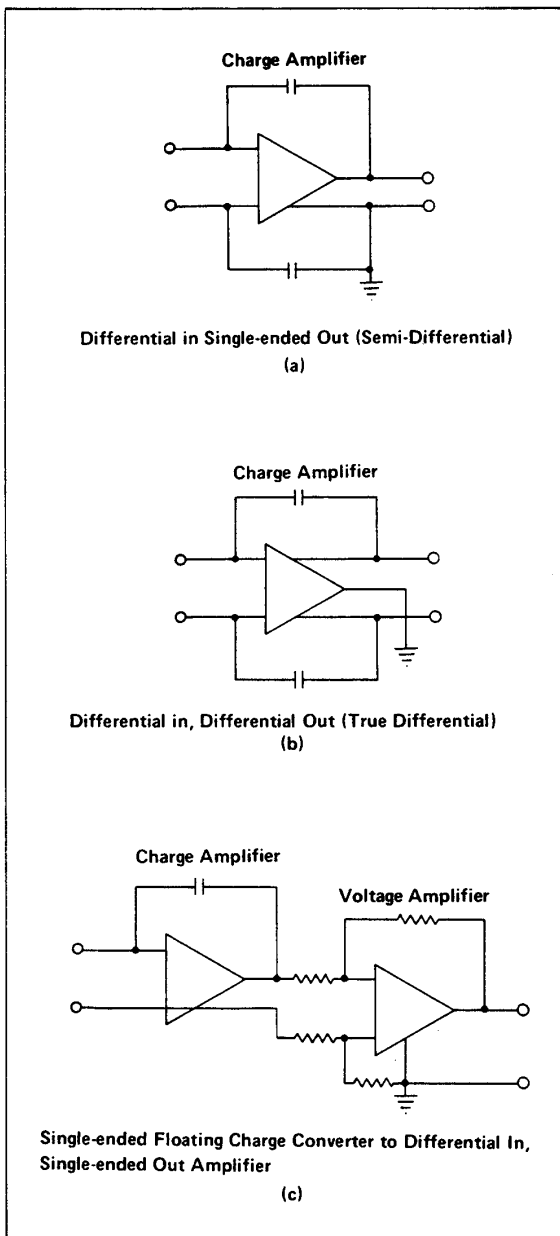 Charge Amplifier
Differential in Single-ended Out (Semi-Differential)
(a)
Charge Amplifier
Differential in, Differential Out (True Differential)
(b)
Charge Amplifier
Voltage Amplifier
Single-ended Floating Charge Converter to Differential In,
Single-ended Out Amplifier
(c)